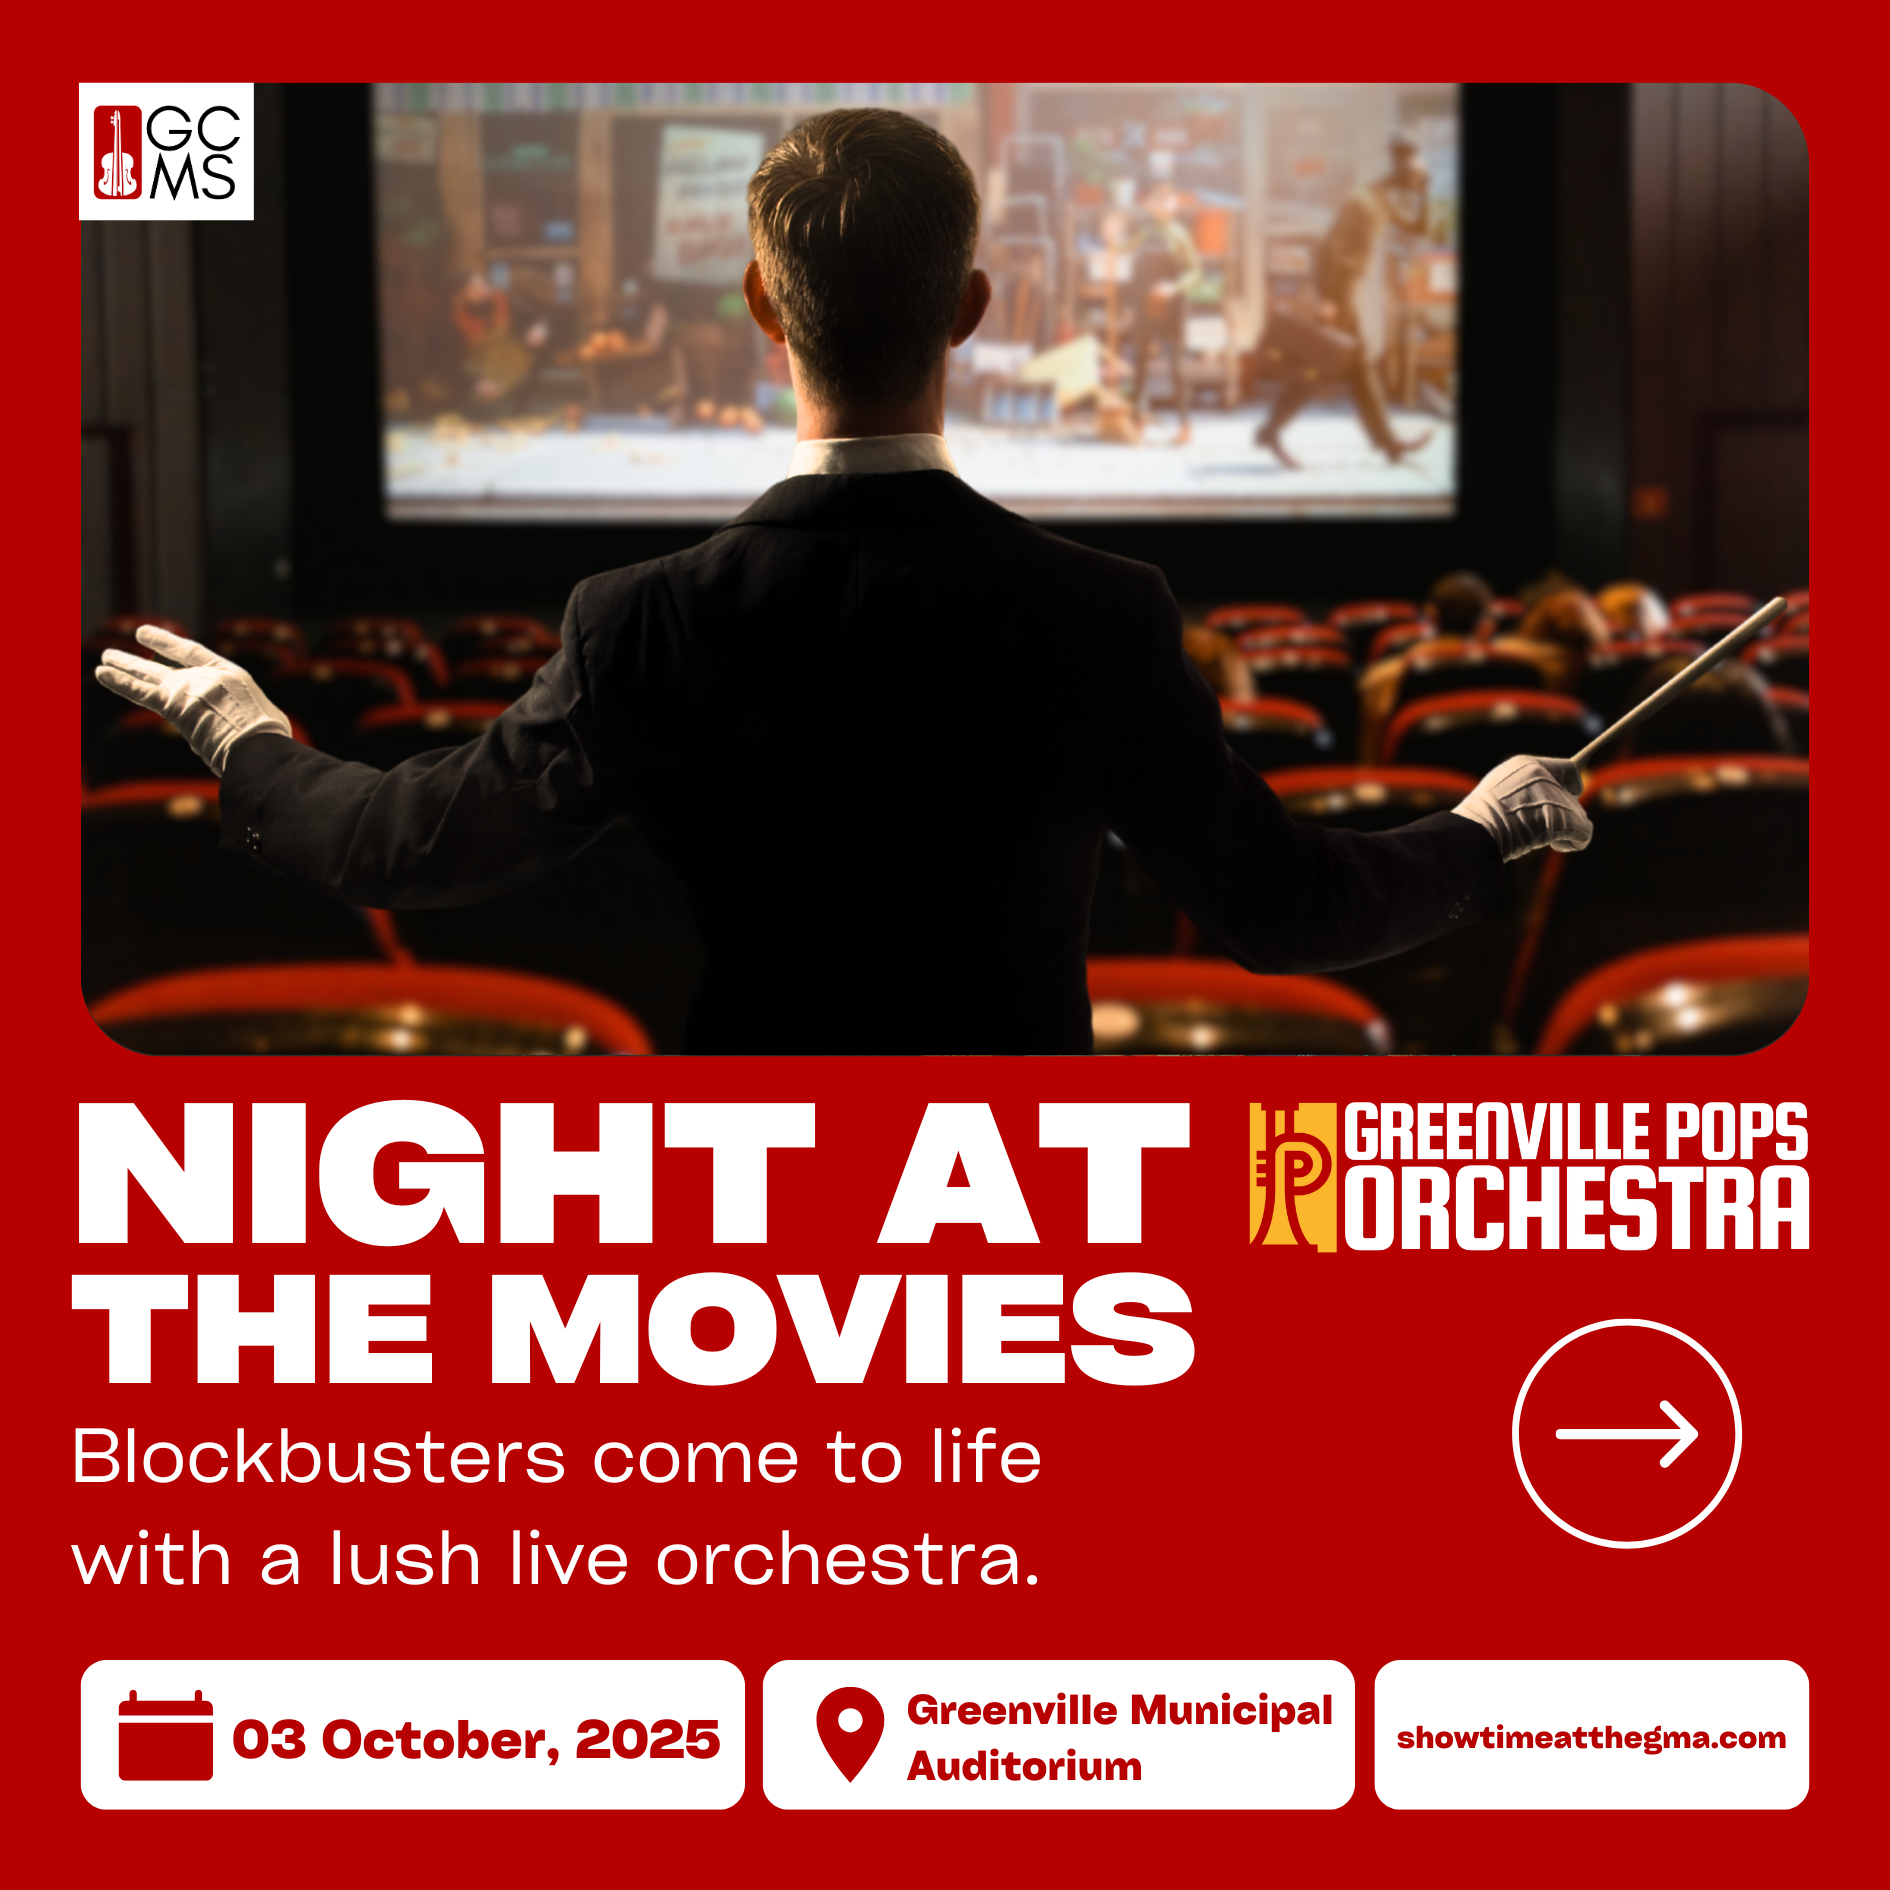 GC
MS
NIGHT AT
THE MOVIES
GREENVILLE POPS
ORCHESTRA
Blockbusters come to life
with a lush live orchestra.
03 October, 2025
Greenville Municipal
Auditorium
showtimeatthegma.com